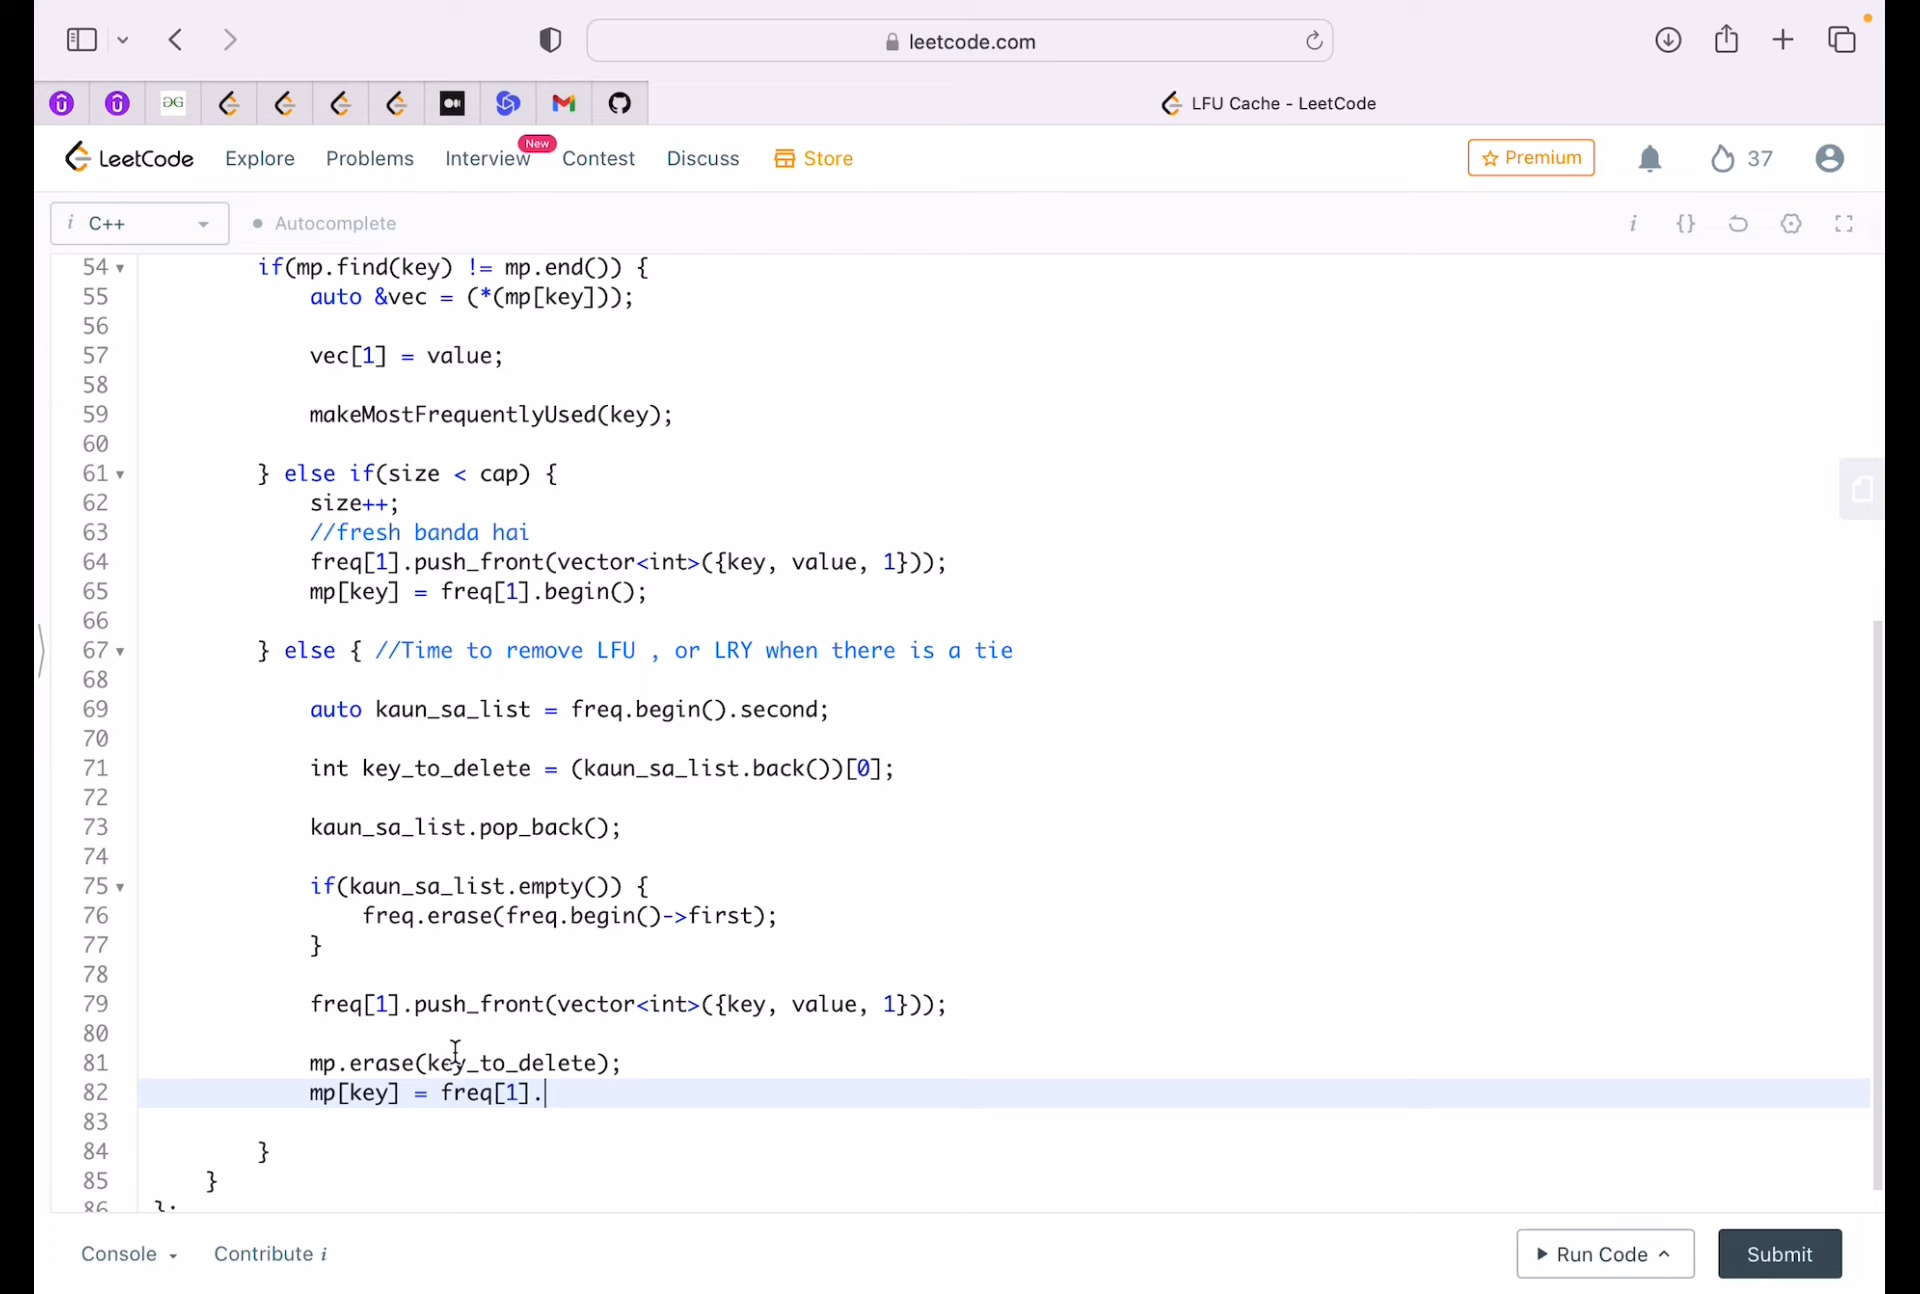 leetcode.com
ƏG
LFU Cache - LeetCode
LeetCode Explore Problems Interview New Contest Discuss Store Premium 37
i C++ Autocomplete i {}
54 if(mp.find(key) != mp.end()) {
55 auto &vec = (*(mp[key]));
56
57 vec[1] = value;
58
59 makeMostFrequentlyUsed(key);
60
61 } else if(size < cap) {
62 size++;
63 //fresh banda hai
64 freq[1].push_front(vector<int>({key, value, 1}));
65 mp[key] = freq[1].begin();
66
67 } else { //Time to remove LFU , or LRY when there is a tie
68
69 auto kaun_sa_list = freq.begin().second;
70
71 int key_to_delete = (kaun_sa_list.back())[0];
72
73 kaun_sa_list.pop_back();
74
75 if(kaun_sa_list.empty()) {
76 freq.erase(freq.begin()->first);
77 }
78
79 freq[1].push_front(vector<int>({key, value, 1}));
80
81 mp.erase(key_to_delete);
82 mp[key] = freq[1].
83
84 }
85 }
86 };
Console Contribute i Run Code Submit